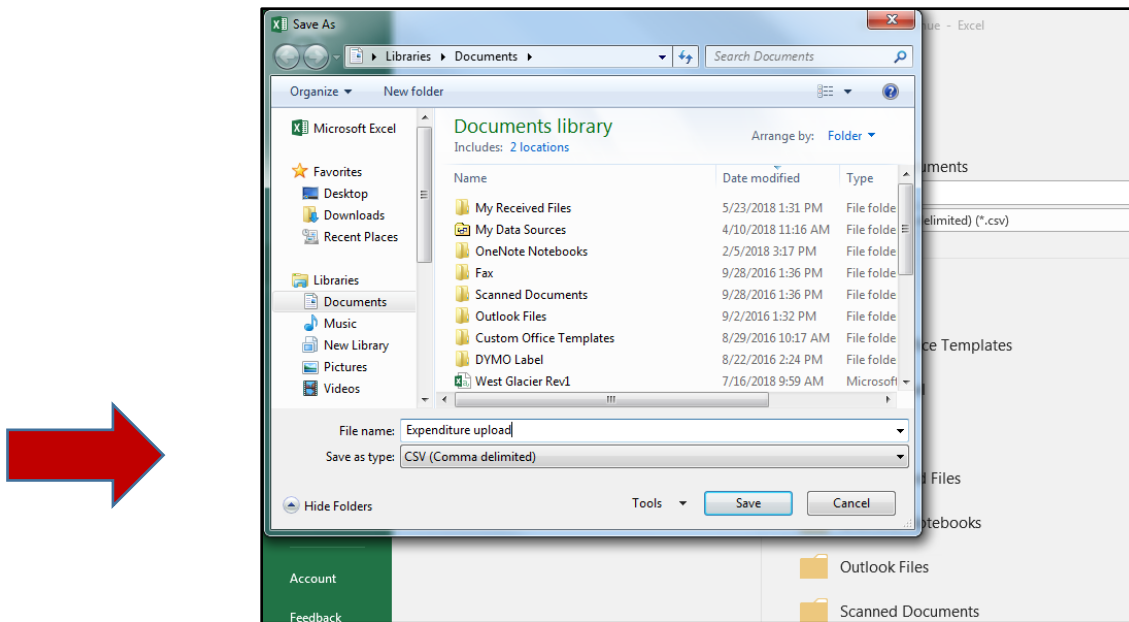 Save As
nue - Excel
Libraries Documents
Search Documents
Organize New folder
Microsoft Excel
Favorites
Desktop
Downloads
Recent Places
Libraries
Documents
Music
New Library
Pictures
Videos
Documents library
Includes: 2 locations
Arrange by: Folder
Name Date modified Type
My Received Files 5/23/2018 1:31 PM File folde
My Data Sources 4/10/2018 11:16 AM File folde
OneNote Notebooks 2/5/2018 3:17 PM File folde
Fax 9/28/2016 1:36 PM File folde
Scanned Documents 9/28/2016 1:36 PM File folde
Outlook Files 9/2/2016 1:32 PM File folde
Custom Office Templates 8/29/2016 10:17 AM File folde
DYMO Label 8/22/2016 2:24 PM File folde
West Glacier Rev1 7/16/2018 9:59 AM Microsoft
File name: Expenditure upload
Save as type: CSV (Comma delimited)
Hide Folders
Tools Save Cancel
uments
elimited) (*.csv)
ce Templates
d Files
otebooks
Outlook Files
Scanned Documents
Account
Feedback